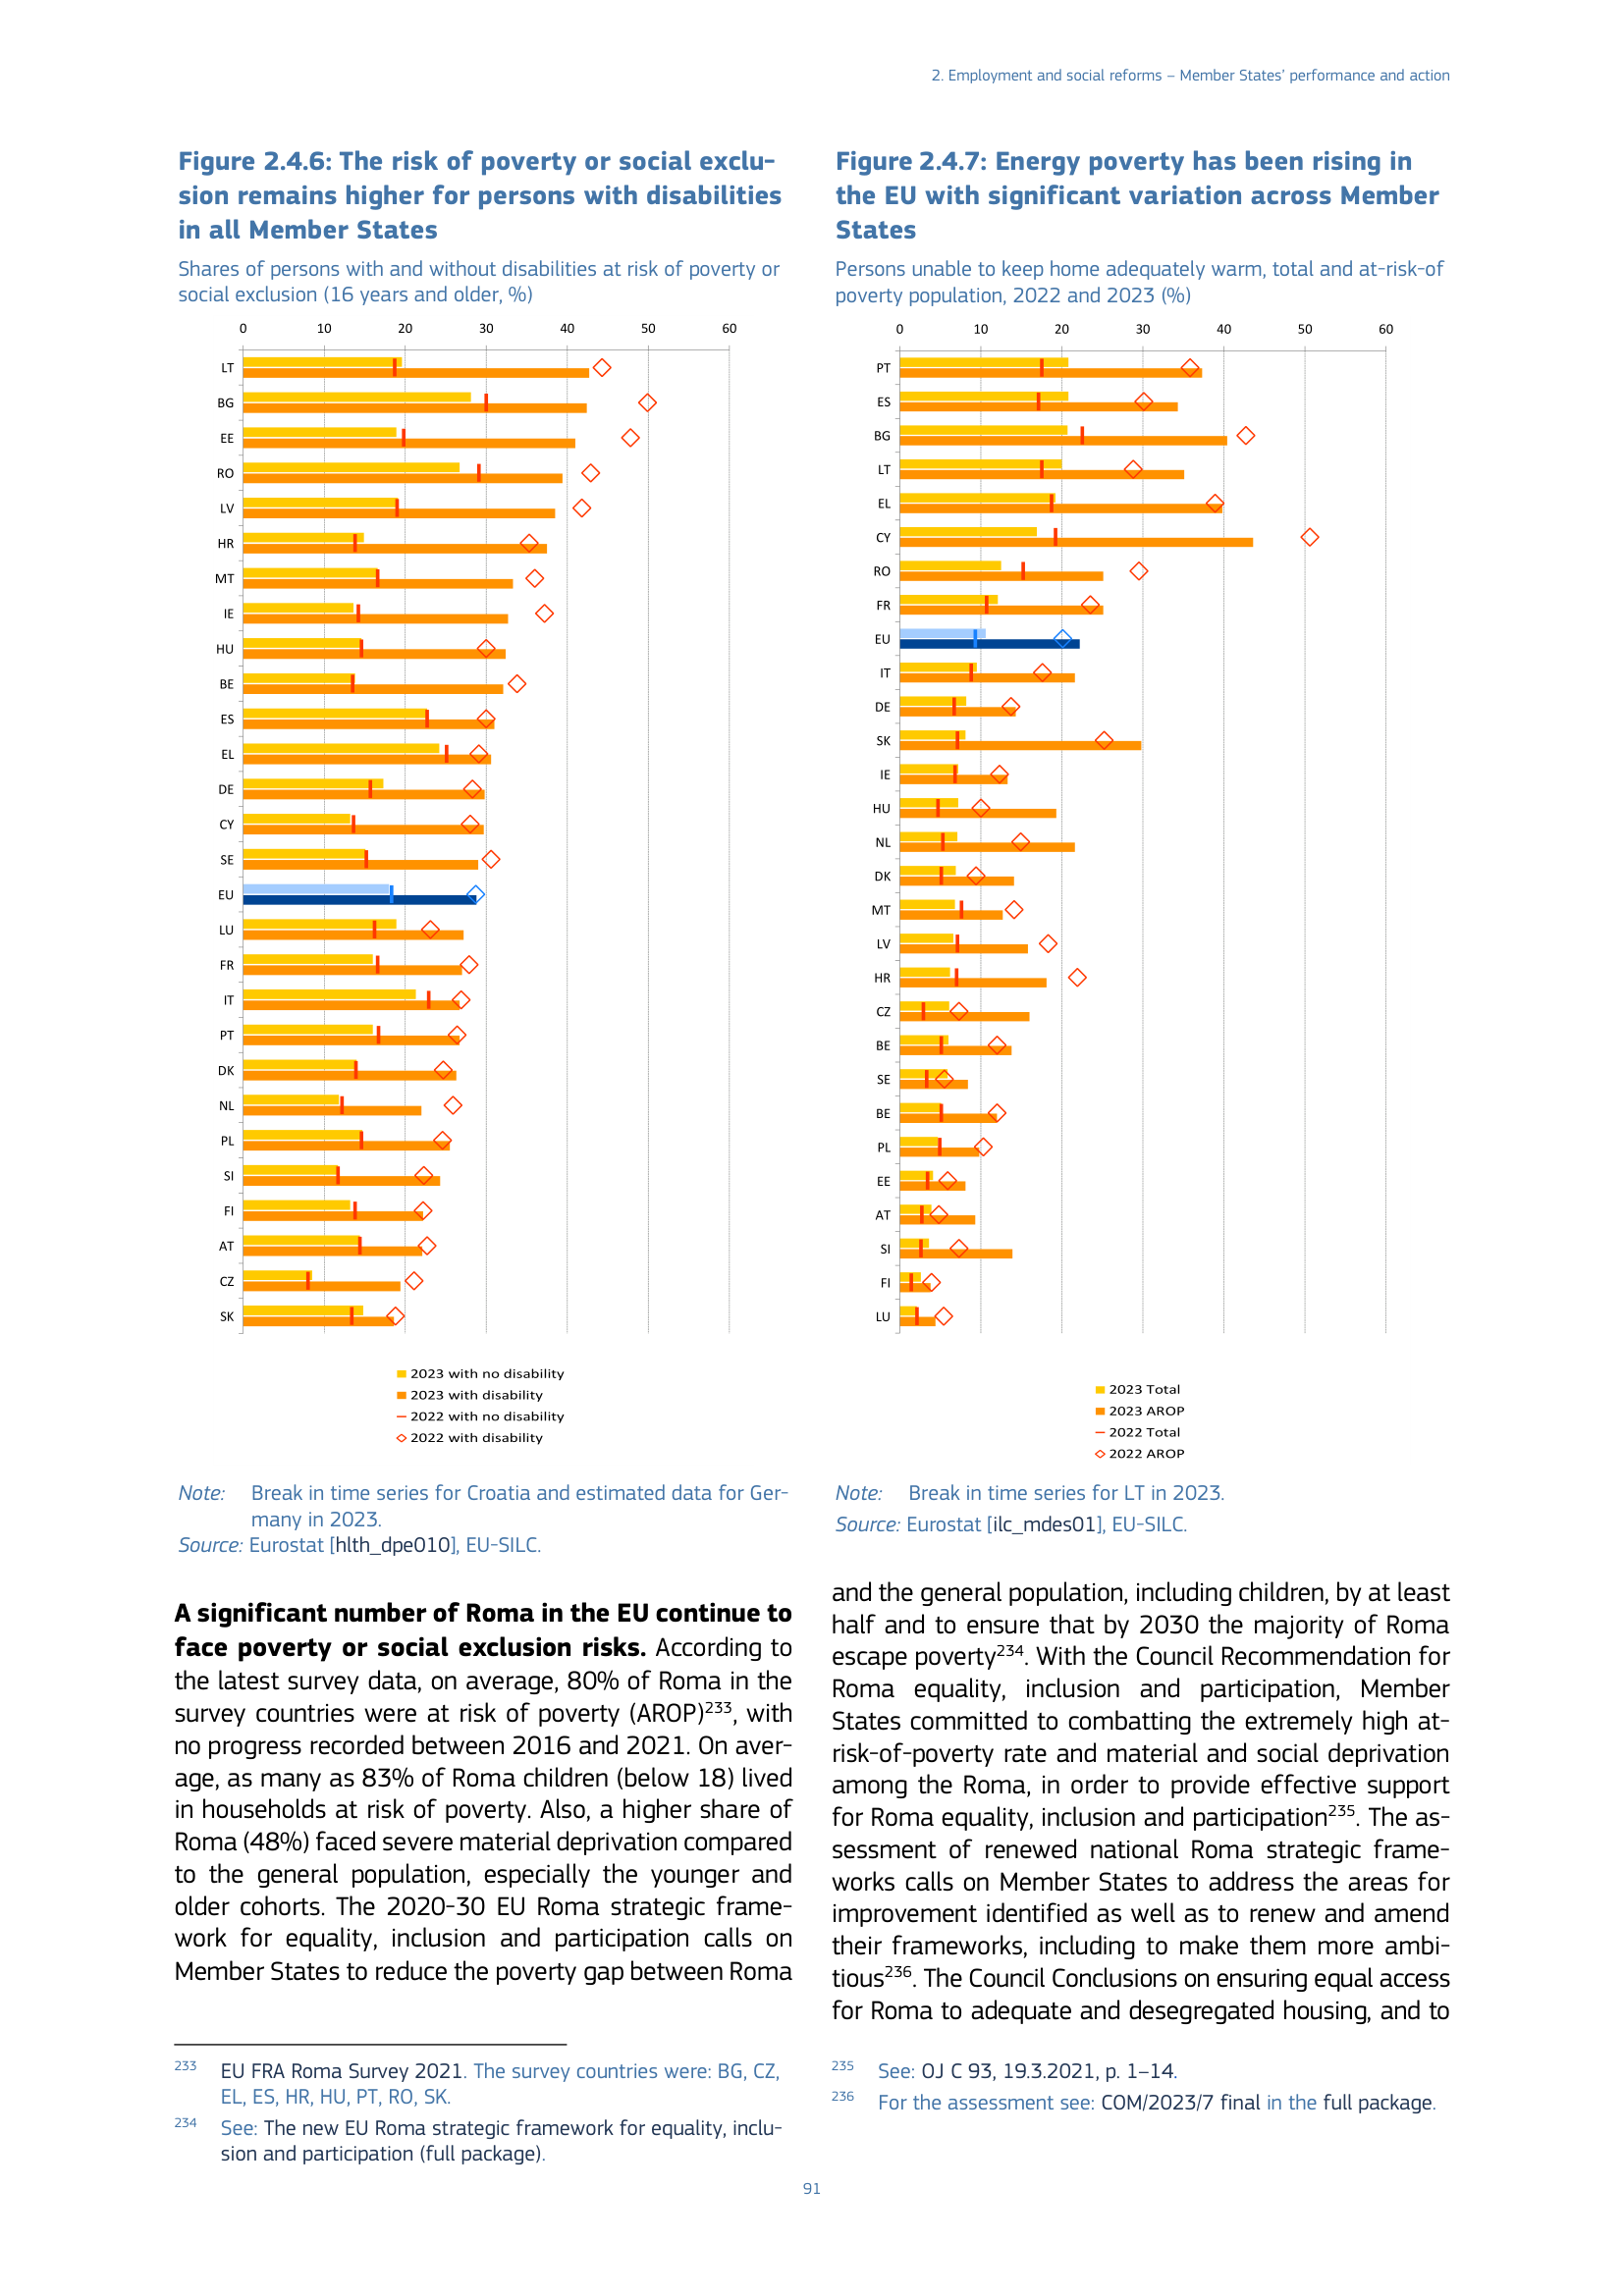 2. Employment and social reforms – Member States’ performance and action
Figure 2.4.6: The risk of poverty or social exclu-
sion remains higher for persons with disabilities
in all Member States
Shares of persons with and without disabilities at risk of poverty or
social exclusion (16 years and older, %)
0 10 20 30 40 50 60
LT
BG
EE
RO
LV
HR
MT
IE
HU
BE
ES
EL
DE
CY
SE
EU
LU
FR
IT
PT
DK
NL
PL
SI
FI
AT
CZ
SK
2023 with no disability
2023 with disability
2022 with no disability
2022 with disability
Note: Break in time series for Croatia and estimated data for Ger-
many in 2023.
Source: Eurostat [hlth_dpe010], EU-SILC.
A significant number of Roma in the EU continue to
face poverty or social exclusion risks. According to
the latest survey data, on average, 80% of Roma in the
survey countries were at risk of poverty (AROP)233, with
no progress recorded between 2016 and 2021. On aver-
age, as many as 83% of Roma children (below 18) lived
in households at risk of poverty. Also, a higher share of
Roma (48%) faced severe material deprivation compared
to the general population, especially the younger and
older cohorts. The 2020-30 EU Roma strategic frame-
work for equality, inclusion and participation calls on
Member States to reduce the poverty gap between Roma
233 EU FRA Roma Survey 2021. The survey countries were: BG, CZ,
EL, ES, HR, HU, PT, RO, SK.
234 See: The new EU Roma strategic framework for equality, inclu-
sion and participation (full package).
Figure 2.4.7: Energy poverty has been rising in
the EU with significant variation across Member
States
Persons unable to keep home adequately warm, total and at-risk-of
poverty population, 2022 and 2023 (%)
0 10 20 30 40 50 60
PT
ES
BG
LT
EL
CY
RO
FR
EU
IT
DE
SK
IE
HU
NL
DK
MT
LV
HR
CZ
BE
SE
BE
PL
EE
AT
SI
FI
LU
2023 Total
2023 AROP
2022 Total
2022 AROP
Note: Break in time series for LT in 2023.
Source: Eurostat [ilc_mdes01], EU-SILC.
and the general population, including children, by at least
half and to ensure that by 2030 the majority of Roma
escape poverty234. With the Council Recommendation for
Roma equality, inclusion and participation, Member
States committed to combatting the extremely high at-
risk-of-poverty rate and material and social deprivation
among the Roma, in order to provide effective support
for Roma equality, inclusion and participation235. The as-
sessment of renewed national Roma strategic frame-
works calls on Member States to address the areas for
improvement identified as well as to renew and amend
their frameworks, including to make them more ambi-
tious236. The Council Conclusions on ensuring equal access
for Roma to adequate and desegregated housing, and to
235 See: OJ C 93, 19.3.2021, p. 1–14.
236 For the assessment see: COM/2023/7 final in the full package.
91